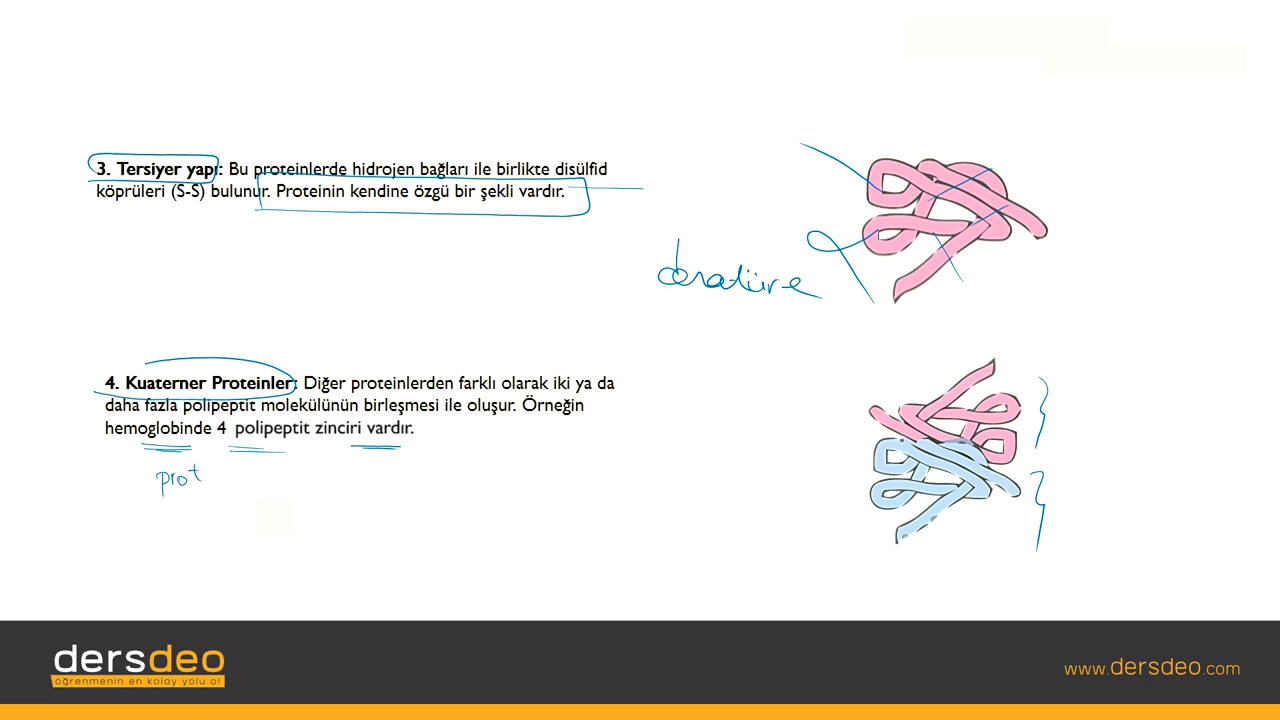 3. Tersiyer yapı: Bu proteinlerde hidrojen bağları ile birlikte disülfid
köprüleri (S-S) bulunur. Proteinin kendine özgü bir şekli vardır.
denatüre
4. Kuaterner Proteinler: Diğer proteinlerden farklı olarak iki ya da
daha fazla polipeptit molekülünün birleşmesi ile oluşur. Örneğin
hemoglobinde 4 polipeptit zinciri vardır.
prot
dersdeo
öğrenmenin en kolay yolu o!
www.dersdeo.com